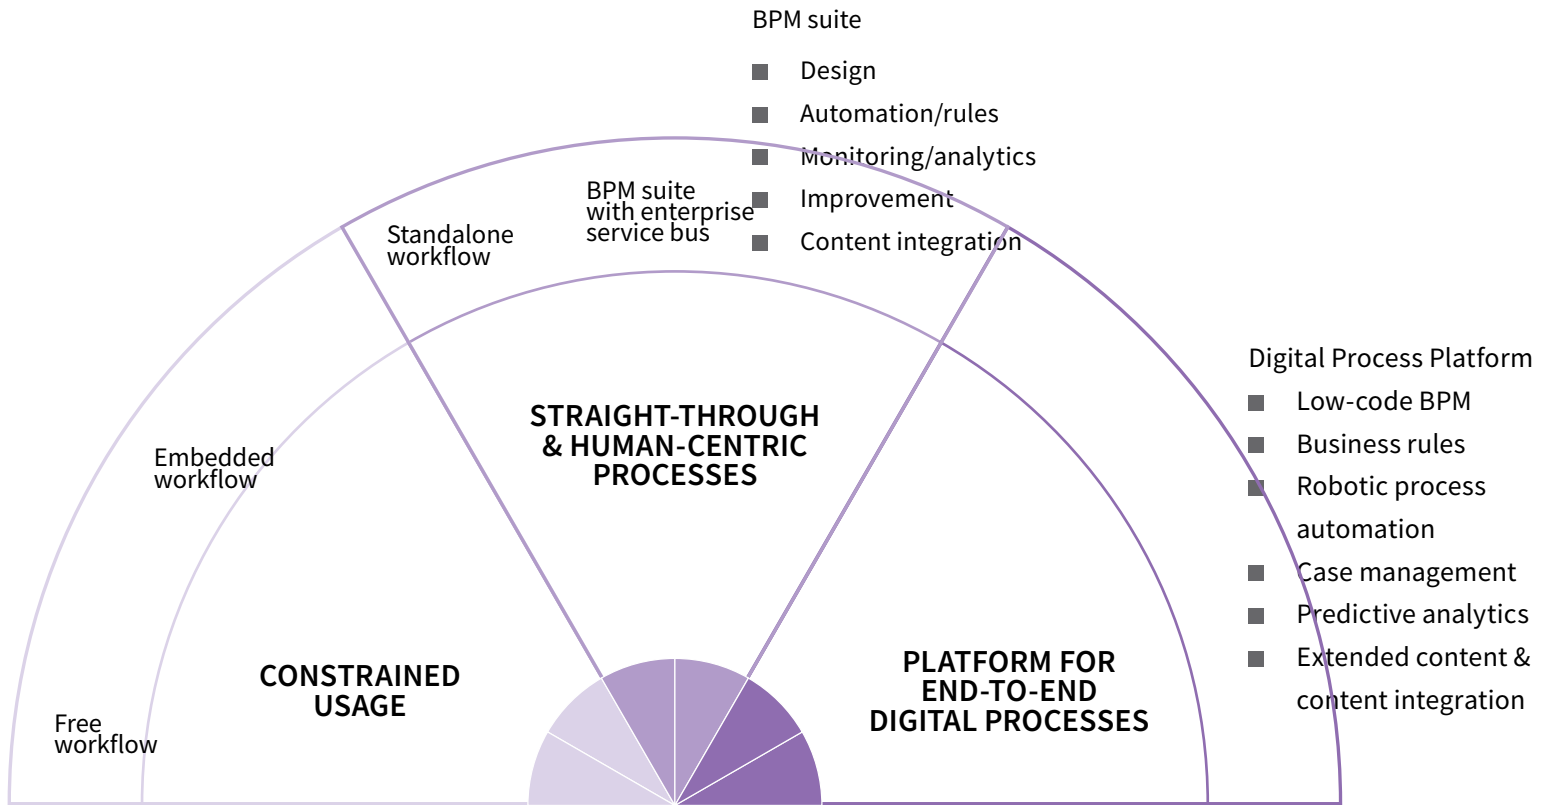 BPM suite
Design
Automation/rules
Monitoring/analytics
Improvement
Content integration
BPM suite
with enterprise
service bus
Standalone
workflow
Embedded
workflow
Free
workflow
STRAIGHT-THROUGH
& HUMAN-CENTRIC
PROCESSES
CONSTRAINED
USAGE
PLATFORM FOR
END-TO-END
DIGITAL PROCESSES
Digital Process Platform
Low-code BPM
Business rules
Robotic process
automation
Case management
Predictive analytics
Extended content &
content integration